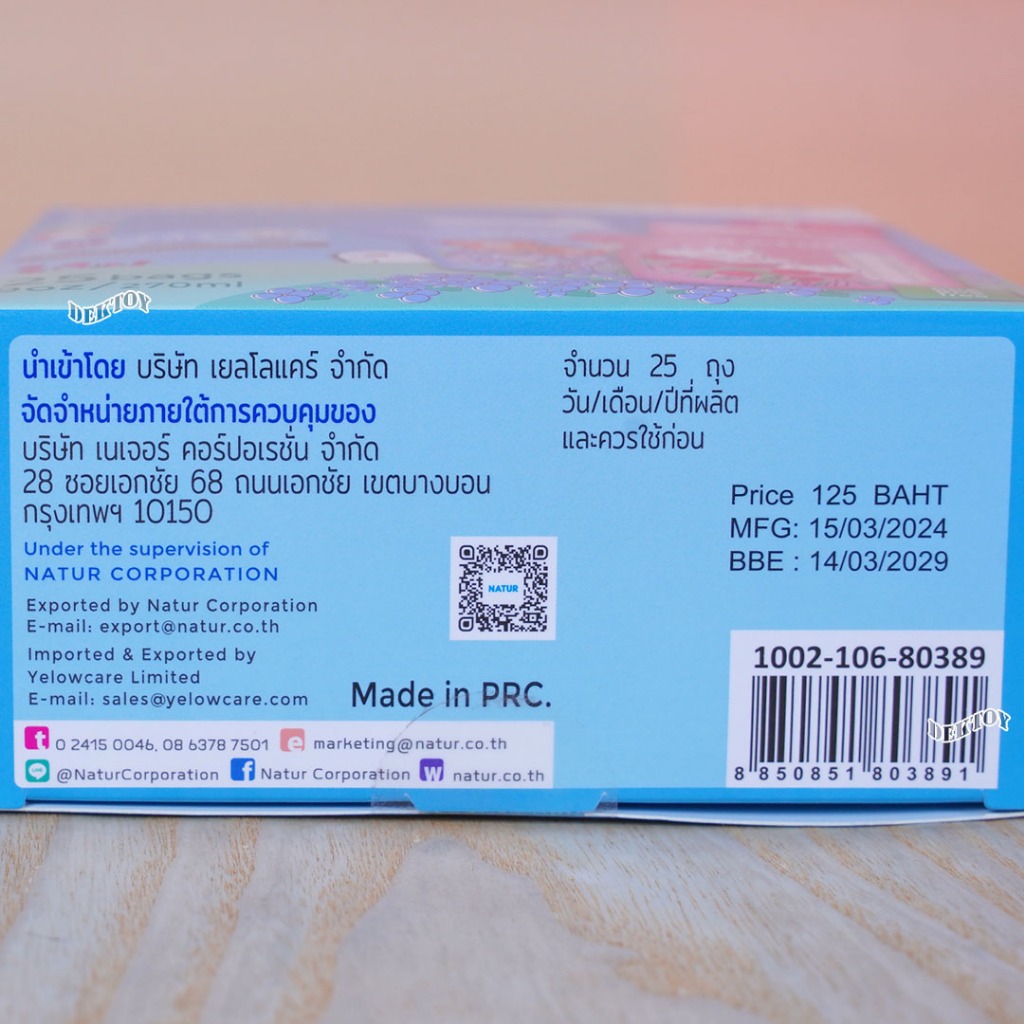 bags
DEKTOY
นำเข้าโดย บริษัท เยลโลแคร์ จำกัด
จัดจำหน่ายภายใต้การควบคุมของ
บริษัท เนเจอร์ คอร์ปอเรชั่น จำกัด
28 ซอยเอกชัย 68 ถนนเอกชัย เขตบางบอน
กรุงเทพฯ 10150
Under the supervision of
NATUR CORPORATION
Exported by Natur Corporation
E-mail: export@natur.co.th
Imported & Exported by
Yelowcare Limited
E-mail: sales@yelowcare.com
Made in PRC.
NATUR
t 0 2415 0046, 08 6378 7501 e marketing@natur.co.th
LINE @NaturCorporation f Natur Corporation w natur.co.th
จำนวน 25 ถุง
วัน/เดือน/ปีที่ผลิต
และควรใช้ก่อน
Price 125 BAHT
MFG: 15/03/2024
BBE : 14/03/2029
1002-106-80389
DEKTOY
8 850851 803891